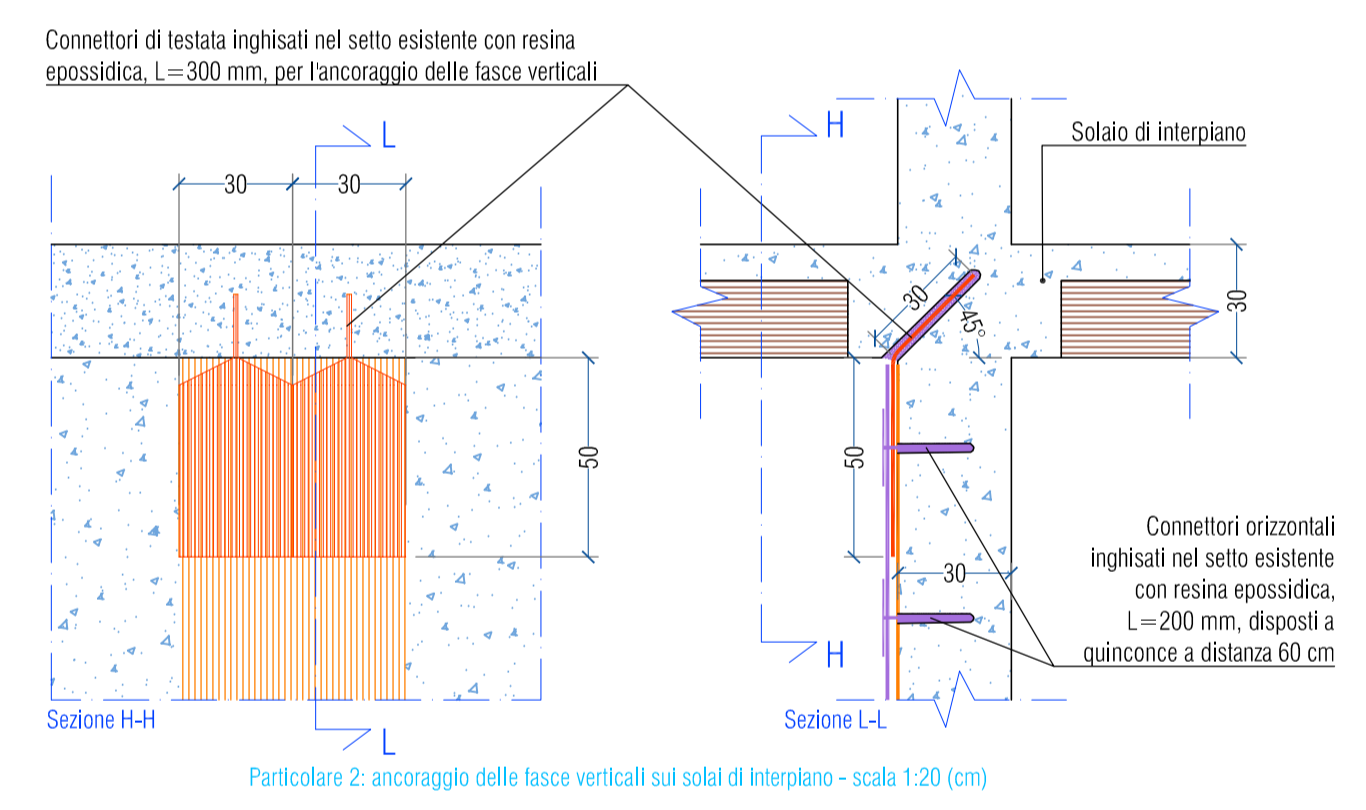 Connettori di testata inghisati nel setto esistente con resina
epossidica, L=300 mm, per l'ancoraggio delle fasce verticali
L
30
30
50
L
Sezione H-H
H
Solaio di interpiano
30
45°
30
50
30
Connettori orizzontali
inghisati nel setto esistente
con resina epossidica,
L=200 mm, disposti a
quinconce a distanza 60 cm
H
Sezione L-L
Particolare 2: ancoraggio delle fasce verticali sui solai di interpiano - scala 1:20 (cm)